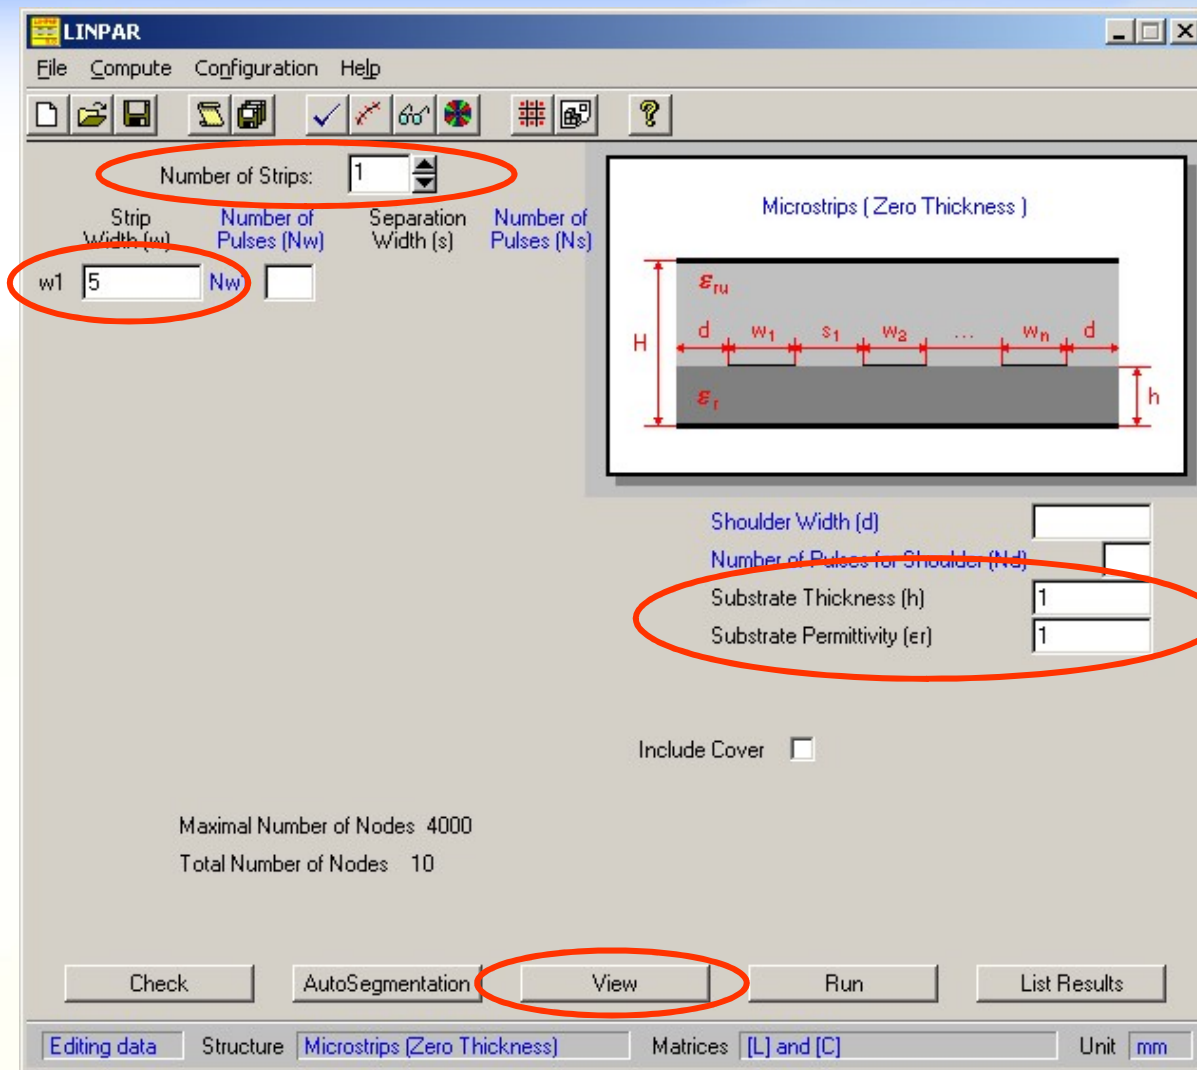 LINPAR
File Compute Configuration Help
Number of Strips: 1
Strip Width (w)
Number of Pulses (Nw)
Separation Width (s)
Number of Pulses (Ns)
w1 5 Nw
Microstrips ( Zero Thickness )
εru
H d w1 s1 w2 ... wn d
εr h
Shoulder Width (d)
Number of Pulses for Shoulder (Nd)
Substrate Thickness (h) 1
Substrate Permittivity (εr) 1
Include Cover
Maximal Number of Nodes 4000
Total Number of Nodes 10
Check AutoSegmentation View Run List Results
Editing data Structure Microstrips (Zero Thickness) Matrices [L] and [C] Unit mm